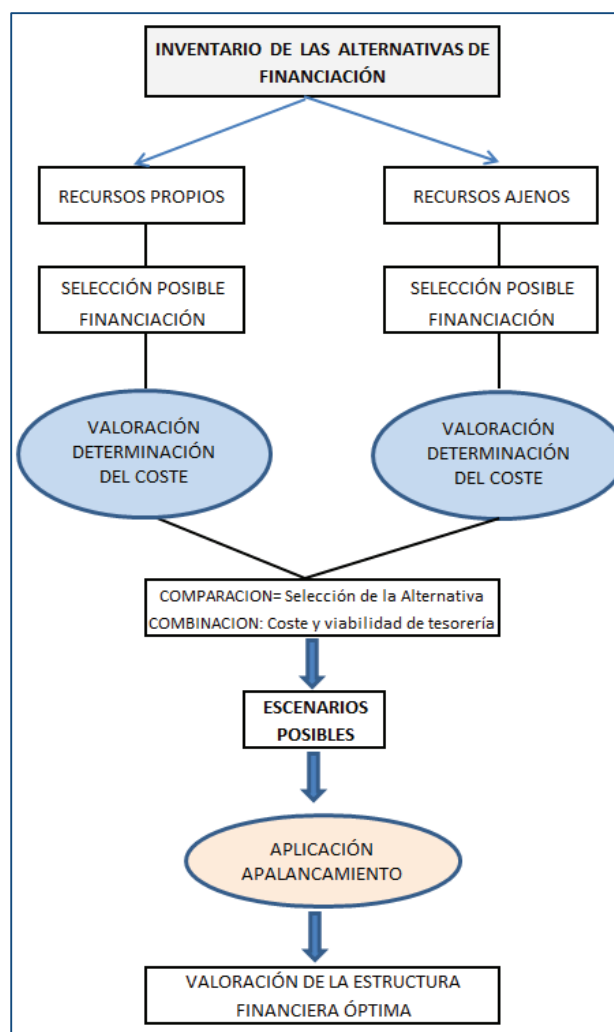 INVENTARIO DE LAS ALTERNATIVAS DE
FINANCIACIÓN
RECURSOS PROPIOS
RECURSOS AJENOS
SELECCIÓN POSIBLE
FINANCIACIÓN
SELECCIÓN POSIBLE
FINANCIACIÓN
VALORACIÓN
DETERMINACIÓN
DEL COSTE
VALORACIÓN
DETERMINACIÓN
DEL COSTE
COMPARACION= Selección de la Alternativa
COMBINACION: Coste y viabilidad de tesorería
ESCENARIOS
POSIBLES
APLICACIÓN
APALANCAMIENTO
VALORACIÓN DE LA ESTRUCTURA
FINANCIERA ÓPTIMA